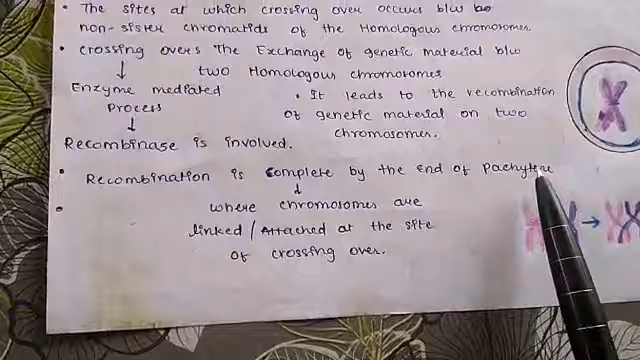 • The sites at which crossing over occurs b/w
non-sister chromatids of the Homologous chromosomes.
• crossing overs The Exchange of genetic material b/w
↓ two Homologous chromosomes
Enzyme mediated
Process
• It leads to the recombination
of genetic material on two
chromosomes.
↓
Recombinase is involved.
• Recombination is complete by the End of Pachytene
↓
• where chromosomes are
linked / Attached at the site
of crossing over.
→